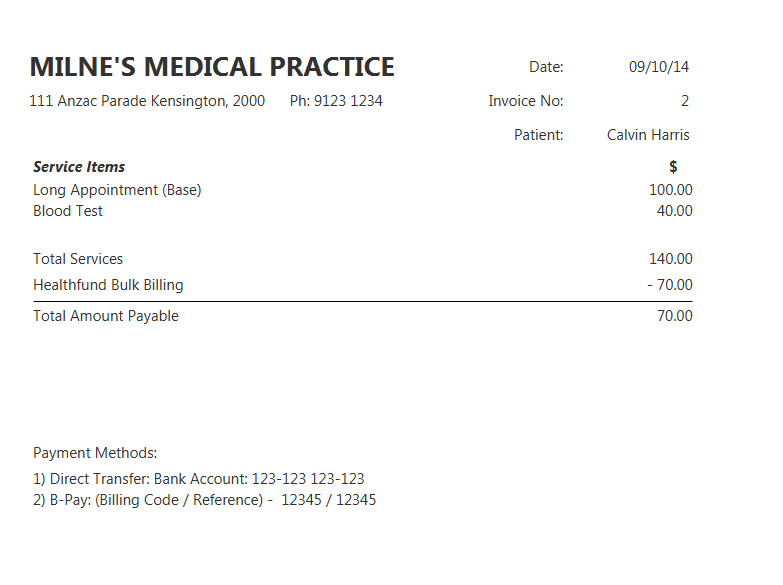 MILNE'S MEDICAL PRACTICE Date: 09/10/14
111 Anzac Parade Kensington, 2000 Ph: 9123 1234 Invoice No: 2
Patient: Calvin Harris
Service Items $
Long Appointment (Base) 100.00
Blood Test 40.00
Total Services 140.00
Healthfund Bulk Billing - 70.00
Total Amount Payable 70.00
Payment Methods:
1) Direct Transfer: Bank Account: 123-123 123-123
2) B-Pay: (Billing Code / Reference) - 12345 / 12345